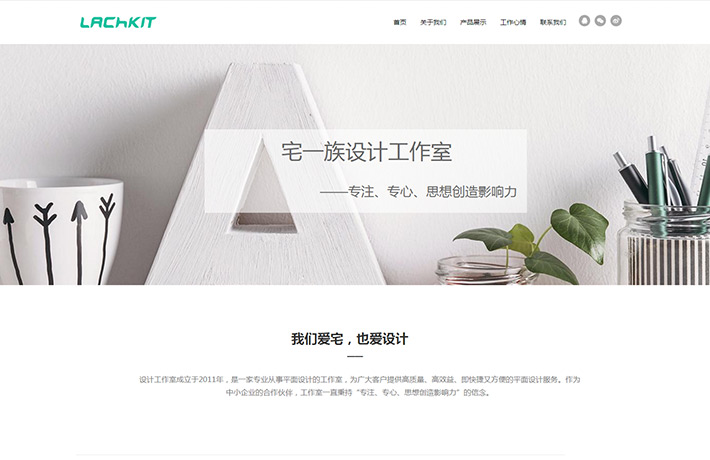 LACHKIT
首页 关于我们 产品展示 工作心情 联系我们
宅一族设计工作室
——专注、专心、思想创造影响力
我们爱宅，也爱设计
设计工作室成立于2011年，是一家专业从事平面设计的工作室，为广大客户提供高质量、高效益、即快捷又方便的平面设计服务。作为
中小企业的合作伙伴，工作室一直秉持“专注、专心、思想创造影响力”的信念。